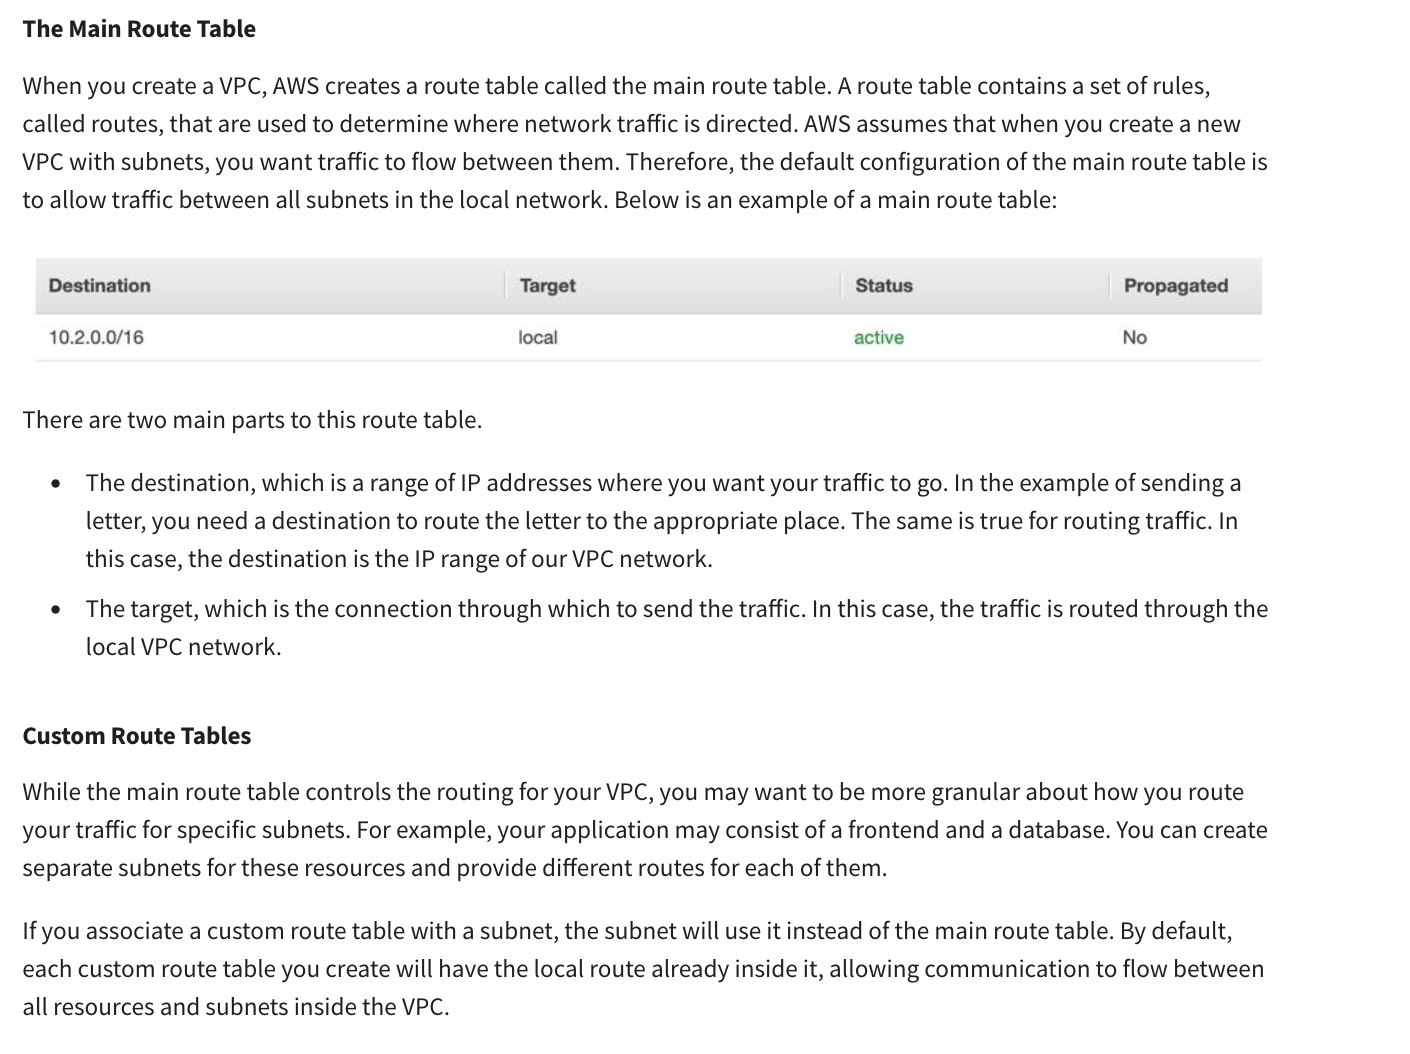 The Main Route Table
When you create a VPC, AWS creates a route table called the main route table. A route table contains a set of rules,
called routes, that are used to determine where network traffic is directed. AWS assumes that when you create a new
VPC with subnets, you want traffic to flow between them. Therefore, the default configuration of the main route table is
to allow traffic between all subnets in the local network. Below is an example of a main route table:
Destination Target Status Propagated
10.2.0.0/16 local active No
There are two main parts to this route table.
• The destination, which is a range of IP addresses where you want your traffic to go. In the example of sending a
letter, you need a destination to route the letter to the appropriate place. The same is true for routing traffic. In
this case, the destination is the IP range of our VPC network.
• The target, which is the connection through which to send the traffic. In this case, the traffic is routed through the
local VPC network.
Custom Route Tables
While the main route table controls the routing for your VPC, you may want to be more granular about how you route
your traffic for specific subnets. For example, your application may consist of a frontend and a database. You can create
separate subnets for these resources and provide different routes for each of them.
If you associate a custom route table with a subnet, the subnet will use it instead of the main route table. By default,
each custom route table you create will have the local route already inside it, allowing communication to flow between
all resources and subnets inside the VPC.